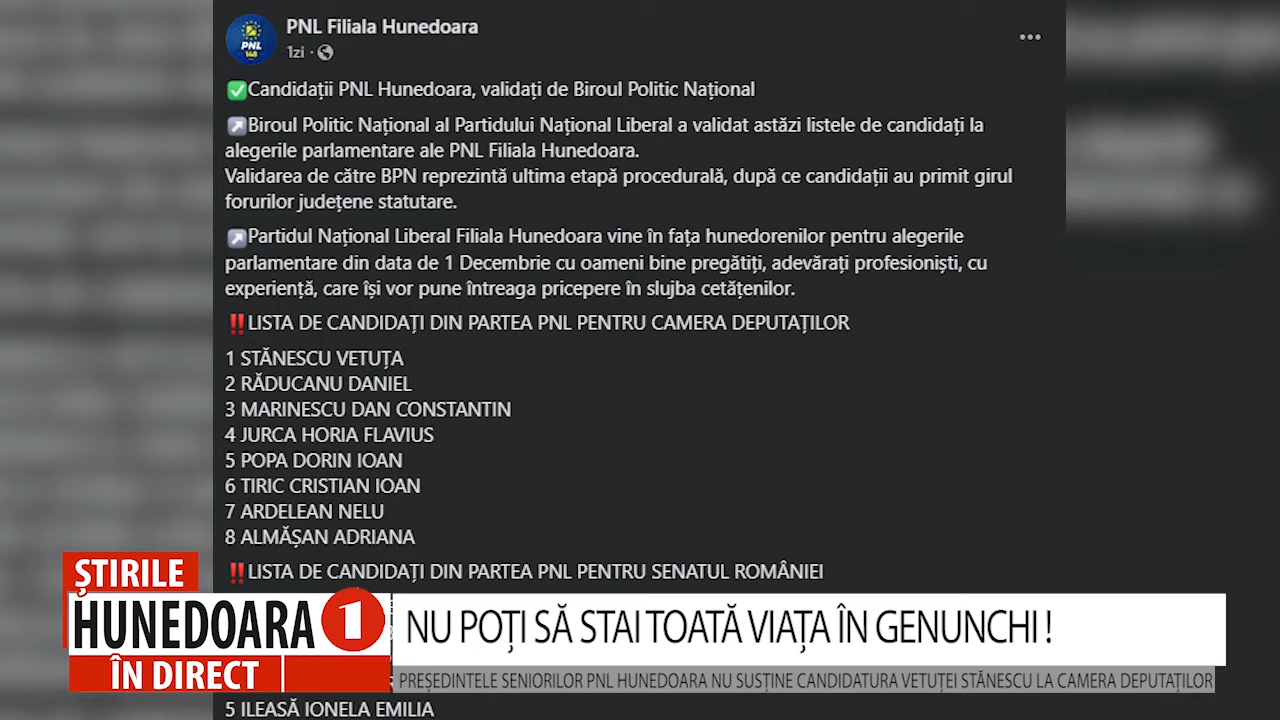 PNL Filiala Hunedoara
PNL
148
1zi ·
✅Candidații PNL Hunedoara, validați de Biroul Politic Național
↗️Biroul Politic Național al Partidului Național Liberal a validat astăzi listele de candidați la
alegerile parlamentare ale PNL Filiala Hunedoara.
Validarea de către BPN reprezintă ultima etapă procedurală, după ce candidații au primit girul
forurilor județene statutare.
↗️Partidul Național Liberal Filiala Hunedoara vine în fața hunedorenilor pentru alegerile
parlamentare din data de 1 Decembrie cu oameni bine pregătiți, adevărați profesioniști, cu
experiență, care își vor pune întreaga pricepere în slujba cetățenilor.
‼️LISTA DE CANDIDAȚI DIN PARTEA PNL PENTRU CAMERA DEPUTAȚILOR
1 STĂNESCU VETUȚA
2 RĂDUCANU DANIEL
3 MARINESCU DAN CONSTANTIN
4 JURCA HORIA FLAVIUS
5 POPA DORIN IOAN
6 TIRIC CRISTIAN IOAN
7 ARDELEAN NELU
8 ALMĂȘAN ADRIANA
‼️LISTA DE CANDIDAȚI DIN PARTEA PNL PENTRU SENATUL ROMÂNIEI
ȘTIRILE
HUNEDOARA 1
ÎN DIRECT
NU POȚI SĂ STAI TOATĂ VIAȚA ÎN GENUNCHI !
PREȘEDINTELE SENIORILOR PNL HUNEDOARA NU SUSȚINE CANDIDATURA VETUȚEI STĂNESCU LA CAMERA DEPUTAȚILOR
5 ILEASĂ IONELA EMILIA